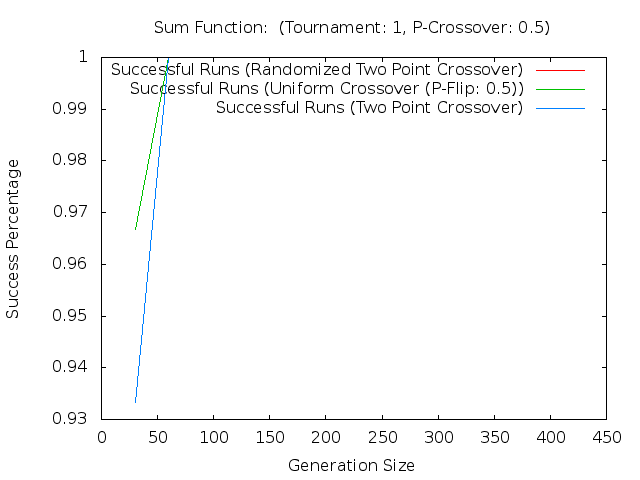 Sum Function:  (Tournament: 1, P-Crossover: 0.5)
Successful Runs (Randomized Two Point Crossover)
Successful Runs (Uniform Crossover (P-Flip: 0.5))
Successful Runs (Two Point Crossover)
Success Percentage
1
0.99
0.98
0.97
0.96
0.95
0.94
0.93
0 50 100 150 200 250 300 350 400 450
Generation Size